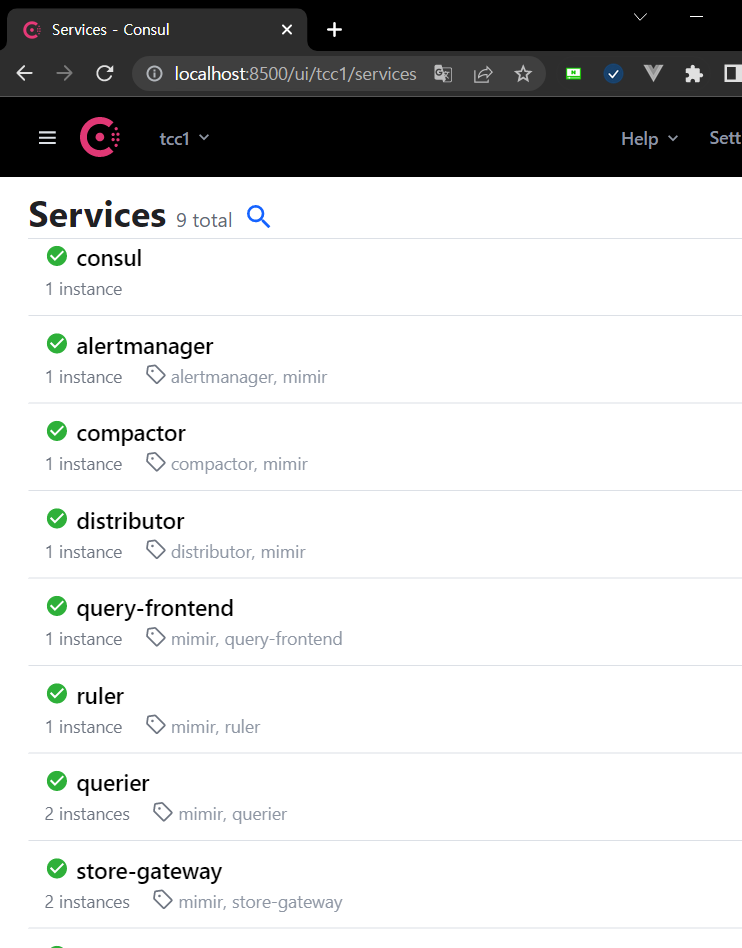 Services - Consul
localhost:8500/ui/tcc1/services
tcc1
Help
Sett
Services 9 total
consul
1 instance
alertmanager
1 instance alertmanager, mimir
compactor
1 instance compactor, mimir
distributor
1 instance distributor, mimir
query-frontend
1 instance mimir, query-frontend
ruler
1 instance mimir, ruler
querier
2 instances mimir, querier
store-gateway
2 instances mimir, store-gateway